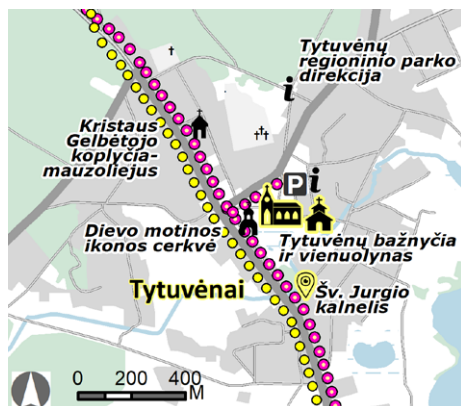 Tytuvėnų
regioninio parko
direkcija
Kristaus
Gelbėtojo
koplyčia-
mauzoliejus
P
Dievo motinos
ikonos cerkvė
Tytuvėnų bažnyčia
ir vienuolynas
Tytuvėnai
Šv. Jurgio
kalnelis
0 200 400
M